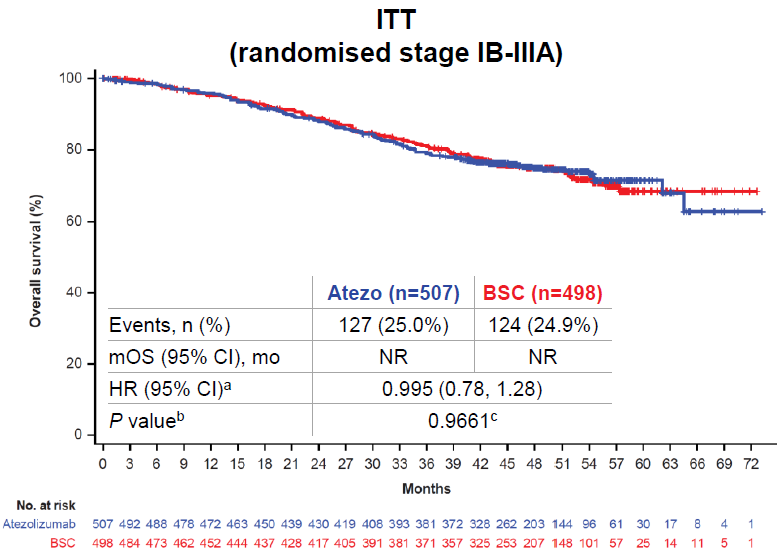 ITT
(randomised stage IB-IIIA)
100
80
60
40
20
0
Overall survival (%)
Atezo (n=507) BSC (n=498)
Events, n (%) 127 (25.0%) 124 (24.9%)
mOS (95% CI), mo NR NR
HR (95% CI)a 0.995 (0.78, 1.28)
P valueb 0.9661c
0 3 6 9 12 15 18 21 24 27 30 33 36 39 42 45 48 51 54 57 60 63 66 69 72
Months
No. at risk
Atezolizumab 507 492 488 478 472 463 450 439 430 419 408 393 381 372 328 262 203 144 96 61 30 17 8 4 1
BSC 498 484 473 462 452 444 437 428 417 405 391 381 371 357 325 253 207 148 101 57 25 14 11 5 1